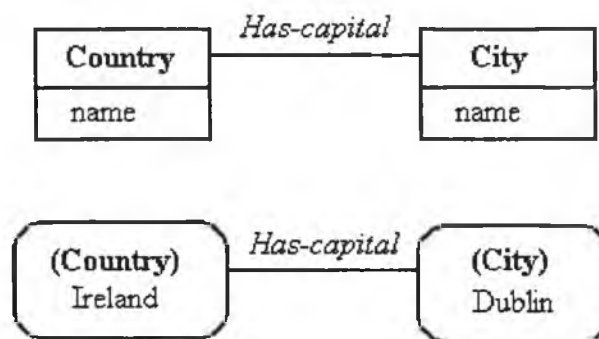 Has-capital
Country City
name name
Has-capital
(Country) (City)
Ireland Dublin